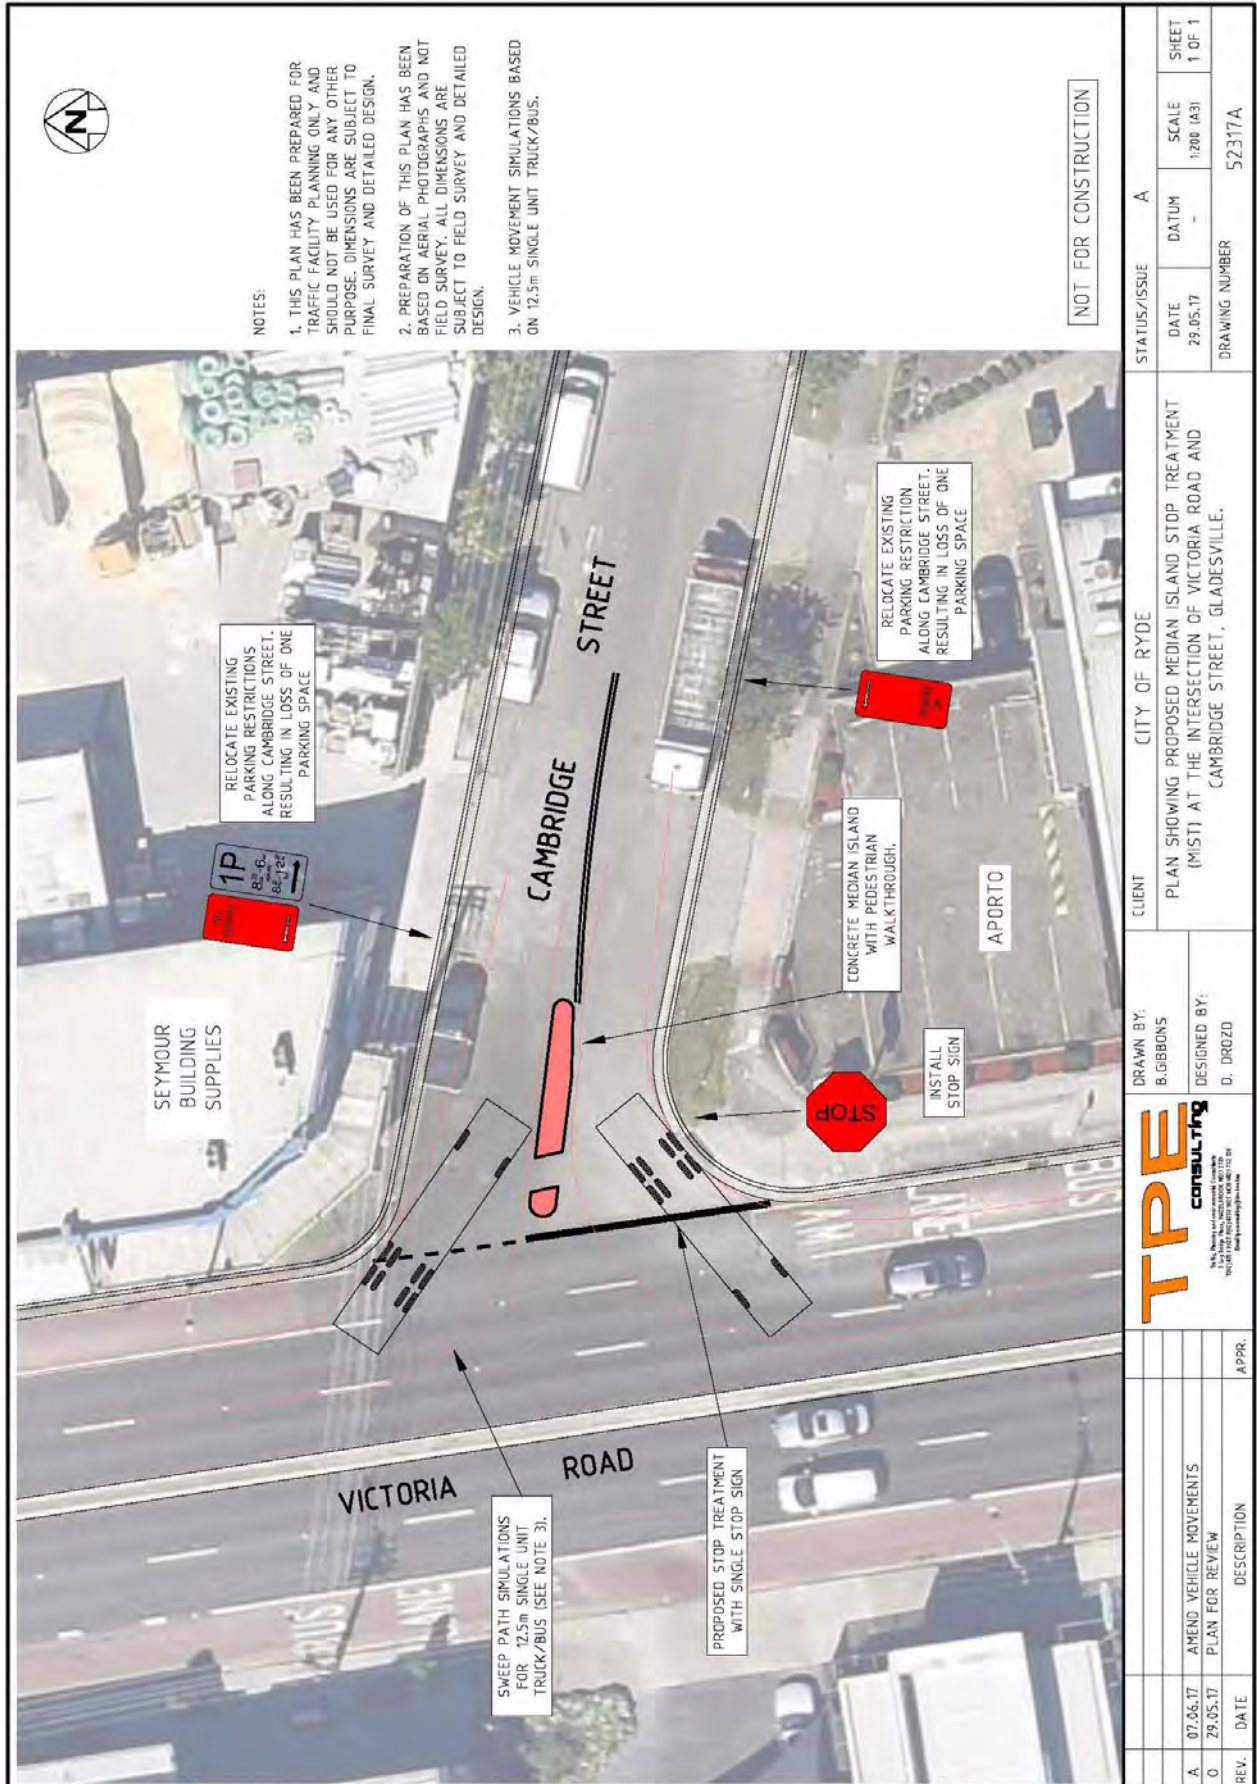 N
NOTES:
1. THIS PLAN HAS BEEN PREPARED FOR
TRAFFIC FACILITY PLANNING ONLY AND
SHOULD NOT BE USED FOR ANY OTHER
PURPOSE. DIMENSIONS ARE SUBJECT TO
FINAL SURVEY AND DETAILED DESIGN.
2. PREPARATION OF THIS PLAN HAS BEEN
BASED ON AERIAL PHOTOGRAPHS AND NOT
FIELD SURVEY. ALL DIMENSIONS ARE
SUBJECT TO FIELD SURVEY AND DETAILED
DESIGN.
3. VEHICLE MOVEMENT SIMULATIONS BASED
ON 12.5m SINGLE UNIT TRUCK/BUS.
NOT FOR CONSTRUCTION
RELOCATE EXISTING
PARKING RESTRICTIONS
ALONG CAMBRIDGE STREET.
RESULTING IN LOSS OF ONE
PARKING SPACE
1P
SEYMOUR
BUILDING
SUPPLIES
CAMBRIDGE STREET
RELOCATE EXISTING
PARKING RESTRICTION
ALONG CAMBRIDGE STREET.
RESULTING IN LOSS OF ONE
PARKING SPACE
CONCRETE MEDIAN ISLAND
WITH PEDESTRIAN
WALKTHROUGH.
APORTO
STOP
INSTALL
STOP SIGN
VICTORIA ROAD
SWEEP PATH SIMULATIONS
FOR 12.5m SINGLE UNIT
TRUCK/BUS (SEE NOTE 3).
PROPOSED STOP TREATMENT
WITH SINGLE STOP SIGN
BUS
A 07.06.17 AMEND VEHICLE MOVEMENTS
O 29.05.17 PLAN FOR REVIEW
REV. DATE DESCRIPTION APPR.
TPE
consulting
DRAWN BY:
B.GIBBONS
DESIGNED BY:
D. DROZD
CLIENT CITY OF RYDE
PLAN SHOWING PROPOSED MEDIAN ISLAND STOP TREATMENT
(MIST) AT THE INTERSECTION OF VICTORIA ROAD AND
CAMBRIDGE STREET, GLADESVILLE.
STATUS/ISSUE A
DATE DATUM SCALE SHEET
29.05.17 - 1:200 (A3) 1 OF 1
DRAWING NUMBER 52317A